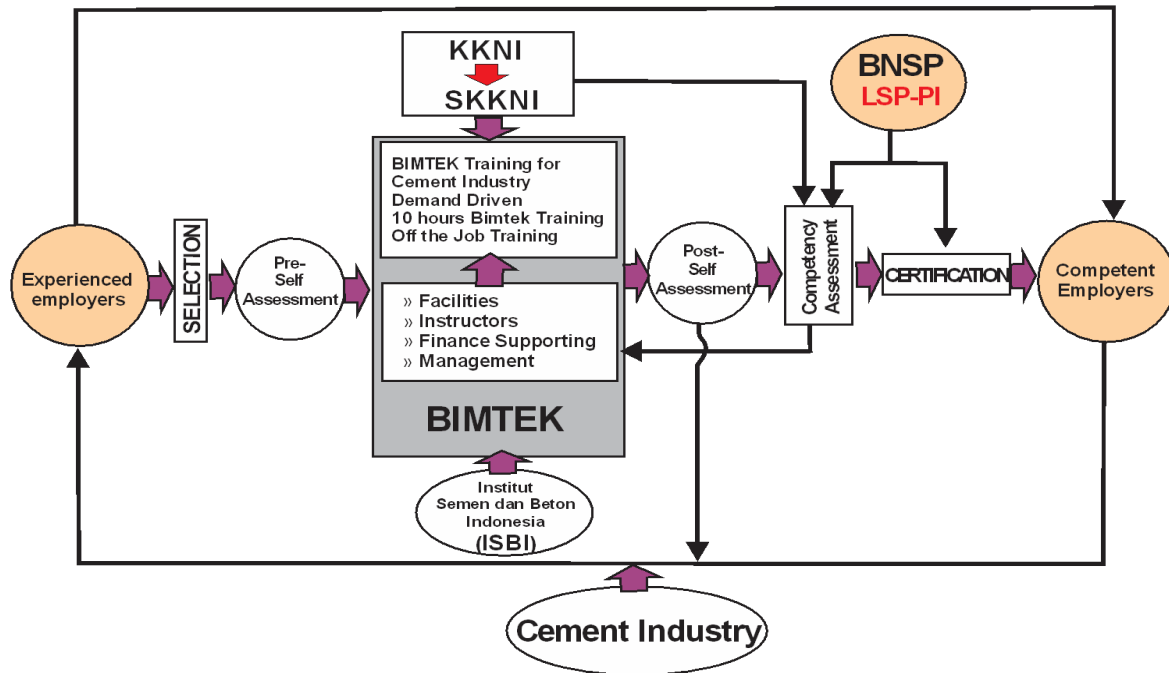 KKNI
SKKNI
BNSP
LSP-PI
BIMTEK Training for
Cement Industry
Demand Driven
10 hours Bimtek Training
Off the Job Training
Experienced
employers
SELECTION
Pre-
Self
Assessment
» Facilities
» Instructors
» Finance Supporting
» Management
BIMTEK
Post-
Self
Assessment
Competency
Assessment
CERTIFICATION
Competent
Employers
Institut
Semen dan Beton
Indonesia
(ISBI)
Cement Industry